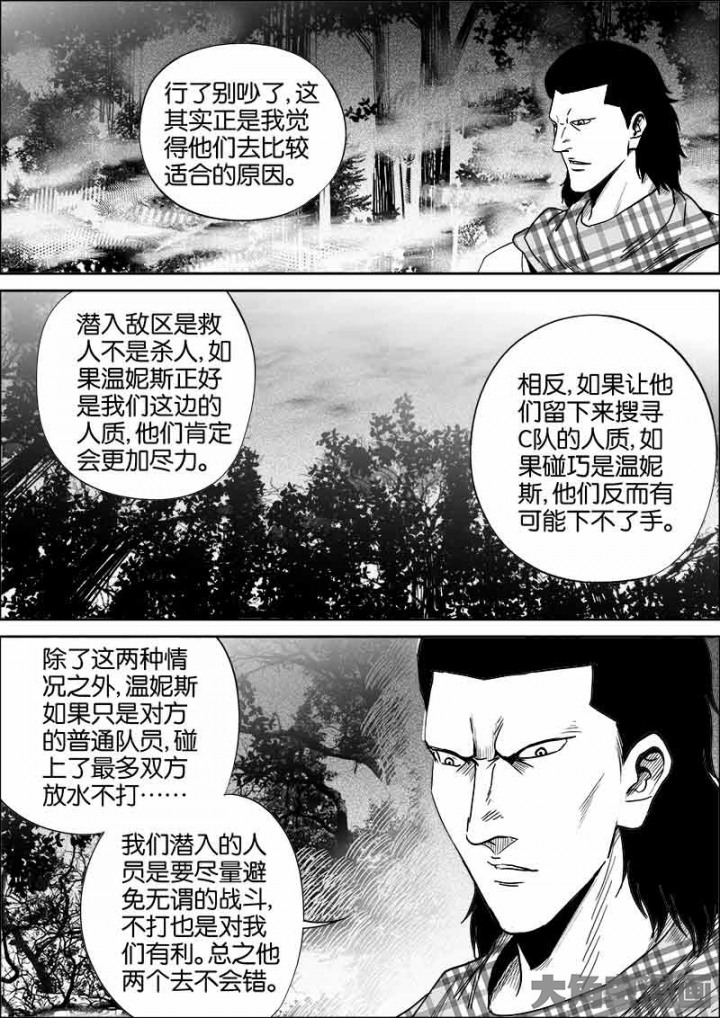 行了别吵了,这
其实正是我觉
得他们去比较
适合的原因。
潜入敌区是救
人不是杀人,如
果温妮斯正好
是我们这边的
人质,他们肯定
会更加尽力。
相反,如果让他
们留下来搜寻
C队的人质,如
果碰巧是温妮
斯,他们反而有
可能下不了手。
除了这两种情
况之外,温妮斯
如果只是对方
的普通队员,碰
上了最多双方
放水不打……
我们潜入的人
员是要尽量避
免无谓的战斗,
不打也是对我
们有利。总之他
两个去不会错。